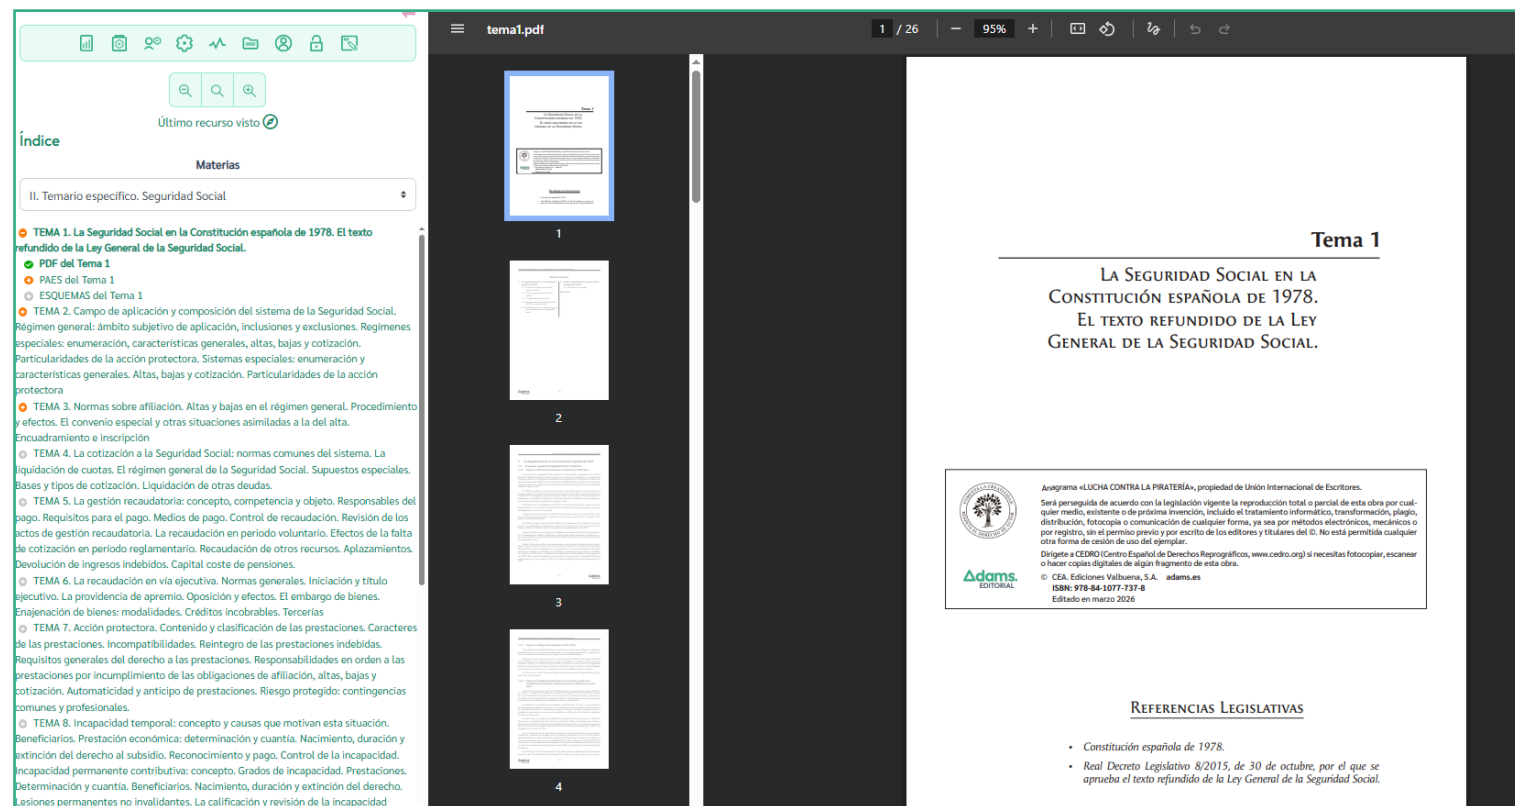 Último recurso visto
Índice
Materias
II. Temario específico. Seguridad Social
TEMA 1. La Seguridad Social en la Constitución española de 1978. El texto
refundido de la Ley General de la Seguridad Social.
PDF del Tema 1
PAES del Tema 1
ESQUEMAS del Tema 1
TEMA 2. Campo de aplicación y composición del sistema de la Seguridad Social.
Régimen general: ámbito subjetivo de aplicación, inclusiones y exclusiones. Regímenes
especiales: enumeración, características generales, altas, bajas y cotización.
Particularidades de la acción protectora. Sistemas especiales: enumeración y
características generales. Altas, bajas y cotización. Particularidades de la acción
protectora
TEMA 3. Normas sobre afiliación. Altas y bajas en el régimen general. Procedimiento
y efectos. El convenio especial y otras situaciones asimiladas a la del alta.
Encuadramiento e inscripción
TEMA 4. La cotización a la Seguridad Social: normas comunes del sistema. La
liquidación de cuotas. El régimen general de la Seguridad Social. Supuestos especiales.
Bases y tipos de cotización. Liquidación de otras deudas.
TEMA 5. La gestión recaudatoria: concepto, competencia y objeto. Responsables del
pago. Requisitos para el pago. Medios de pago. Control de recaudación. Revisión de los
actos de gestión recaudatoria. La recaudación en periodo voluntario. Efectos de la falta
de cotización en período reglamentario. Recaudación de otros recursos. Aplazamientos.
Devolución de ingresos indebidos. Capital coste de pensiones.
TEMA 6. La recaudación en vía ejecutiva. Normas generales. Iniciación y título
ejecutivo. La providencia de apremio. Oposición y efectos. El embargo de bienes.
Enajenación de bienes: modalidades. Créditos incobrables. Tercerías
TEMA 7. Acción protectora. Contenido y clasificación de las prestaciones. Caracteres
de las prestaciones. Incompatibilidades. Reintegro de las prestaciones indebidas.
Requisitos generales del derecho a las prestaciones. Responsabilidades en orden a las
prestaciones por incumplimiento de las obligaciones de afiliación, altas, bajas y
cotización. Automaticidad y anticipo de prestaciones. Riesgo protegido: contingencias
comunes y profesionales.
TEMA 8. Incapacidad temporal: concepto y causas que motivan esta situación.
Beneficiarios. Prestación económica: determinación y cuantía. Nacimiento, duración y
extinción del derecho al subsidio. Reconocimiento y pago. Control de la incapacidad.
Incapacidad permanente contributiva: concepto. Grados de incapacidad. Prestaciones.
Determinación y cuantía. Beneficiarios. Nacimiento, duración y extinción del derecho.
Lesiones permanentes no invalidantes. La calificación y revisión de la incapacidad
tema1.pdf
1 / 26
95%
1
2
3
4
Tema 1
La Seguridad Social en la
Constitución española de 1978.
El texto refundido de la Ley
General de la Seguridad Social.
Anagrama «LUCHA CONTRA LA PIRATERÍA», propiedad de Unión Internacional de Escritores.
Será perseguida de acuerdo con la legislación vigente la reproducción total o parcial de esta obra por cual-
quier medio, existente o de próxima invención, incluido el tratamiento informático, transformación, plagio,
distribución, fotocopia o comunicación de cualquier forma, ya sea por métodos electrónicos, mecánicos o
por registro, sin el permiso previo y por escrito de los editores y titulares del ©. No está permitida cualquier
otra forma de cesión de uso del ejemplar.
Dirígete a CEDRO (Centro Español de Derechos Reprográficos, www.cedro.org) si necesitas fotocopiar, escanear
o hacer copias digitales de algún fragmento de esta obra.
Adams.
EDITORIAL
© CEA. Ediciones Valbuena, S.A. adams.es
ISBN: 978-84-1077-737-8
Editado en marzo 2026
Referencias Legislativas
• Constitución española de 1978.
• Real Decreto Legislativo 8/2015, de 30 de octubre, por el que se
aprueba el texto refundido de la Ley General de la Seguridad Social.